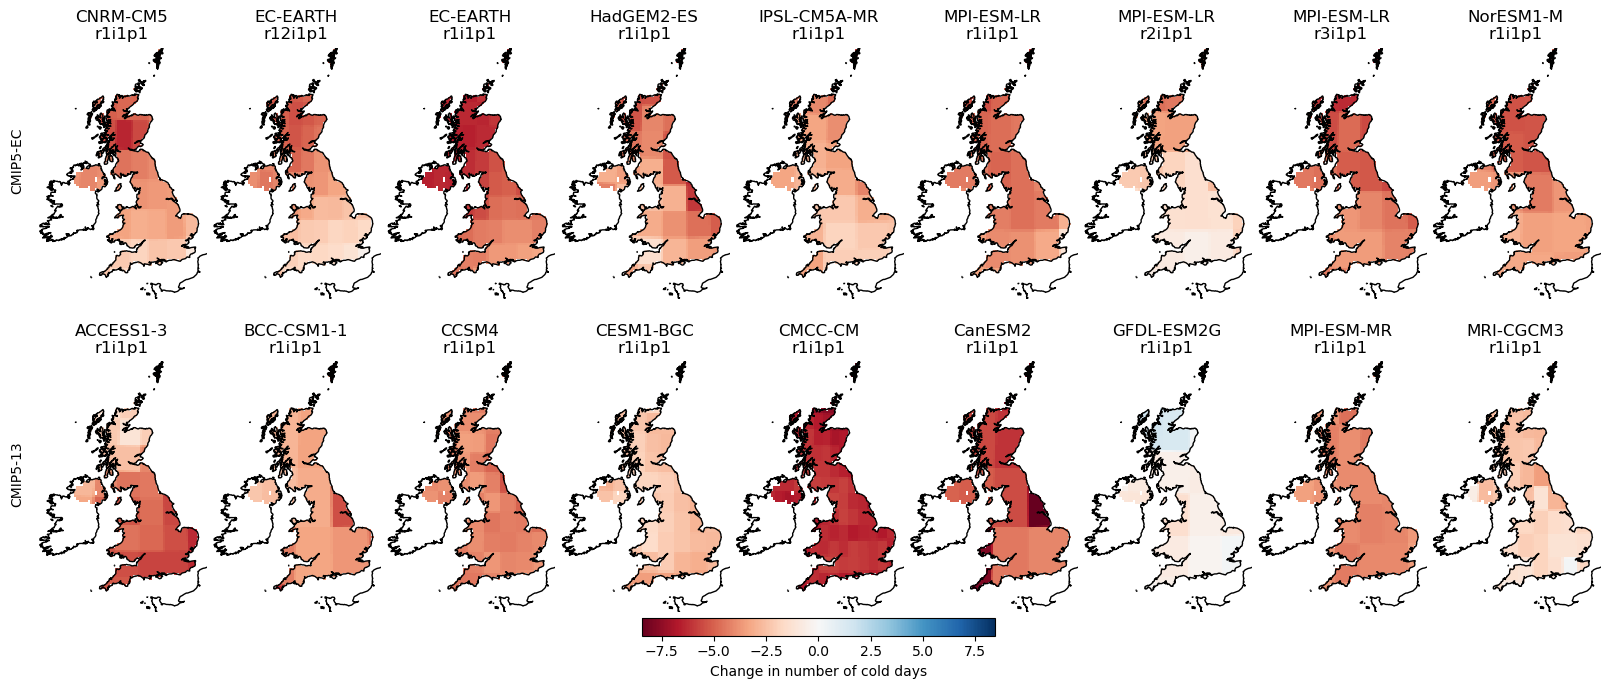 CNRM-CM5 EC-EARTH EC-EARTH HadGEM2-ES IPSL-CM5A-MR MPI-ESM-LR MPI-ESM-LR MPI-ESM-LR NorESM1-M
r1i1p1 r12i1p1 r1i1p1 r1i1p1 r1i1p1 r1i1p1 r2i1p1 r3i1p1 r1i1p1
CMIP5-EC
ACCESS1-3 BCC-CSM1-1 CCSM4 CESM1-BGC CMCC-CM CanESM2 GFDL-ESM2G MPI-ESM-MR MRI-CGCM3
r1i1p1 r1i1p1 r1i1p1 r1i1p1 r1i1p1 r1i1p1 r1i1p1 r1i1p1 r1i1p1
CMIP5-13
−7.5 −5.0 −2.5 0.0 2.5 5.0 7.5
Change in number of cold days